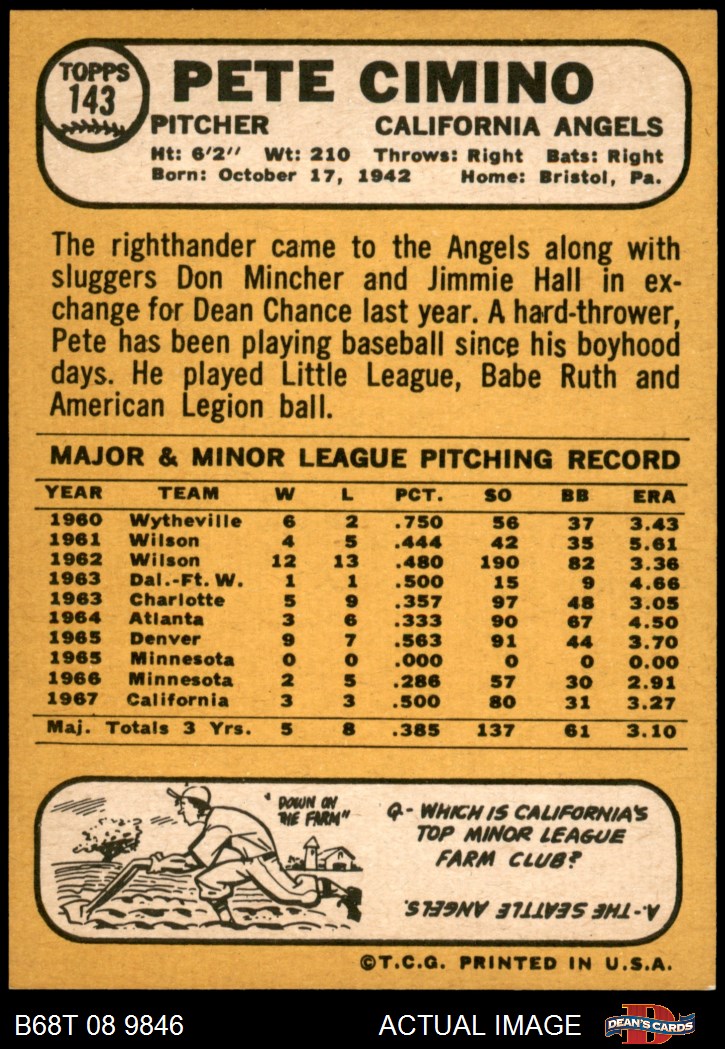 TOPPS
143
PETE CIMINO
PITCHER CALIFORNIA ANGELS
Ht: 6'2" Wt: 210 Throws: Right Bats: Right
Born: October 17, 1942 Home: Bristol, Pa.
The righthander came to the Angels along with
sluggers Don Mincher and Jimmie Hall in ex-
change for Dean Chance last year. A hard-thrower,
Pete has been playing baseball since his boyhood
days. He played Little League, Babe Ruth and
American Legion ball.
MAJOR & MINOR LEAGUE PITCHING RECORD
YEAR TEAM W L PCT. SO BB ERA
1960 Wytheville 6 2 .750 56 37 3.43
1961 Wilson 4 5 .444 42 35 5.61
1962 Wilson 12 13 .480 190 82 3.36
1963 Dal.-Ft. W. 1 1 .500 15 9 4.66
1963 Charlotte 5 9 .357 97 48 3.05
1964 Atlanta 3 6 .333 90 67 4.50
1965 Denver 9 7 .563 91 44 3.70
1965 Minnesota 0 0 .000 0 0 0.00
1966 Minnesota 2 5 .286 57 30 2.91
1967 California 3 3 .500 80 31 3.27
Maj. Totals 3 Yrs. 5 8 .385 137 61 3.10
"DOWN ON
THE FARM"
Q- WHICH IS CALIFORNIA'S
TOP MINOR LEAGUE
FARM CLUB?
A.-THE SEATTLE ANGELS.
©T.C.G. PRINTED IN U.S.A.
B68T 08 9846 ACTUAL IMAGE
D
DEAN'S CARDS